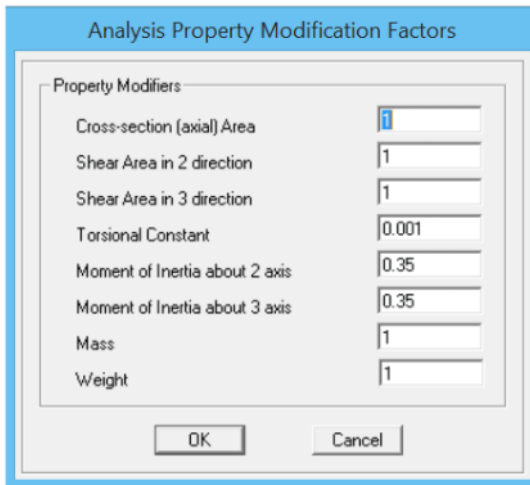 Analysis Property Modification Factors
Property Modifiers
Cross-section (axial) Area 1
Shear Area in 2 direction 1
Shear Area in 3 direction 1
Torsional Constant 0.001
Moment of Inertia about 2 axis 0.35
Moment of Inertia about 3 axis 0.35
Mass 1
Weight 1
OK Cancel